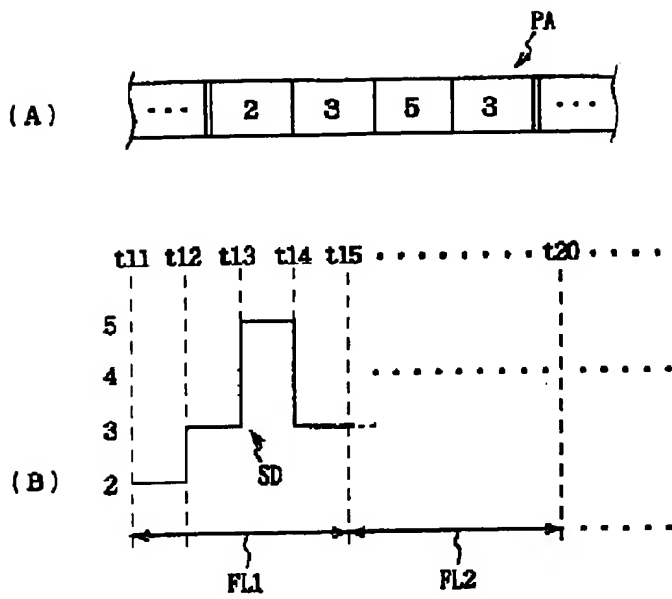 PA
(A) ... 2 3 5 3 ...
t11 t12 t13 t14 t15 ........ t20 .....
5
4
3
(B) 2
SD
FL1 FL2